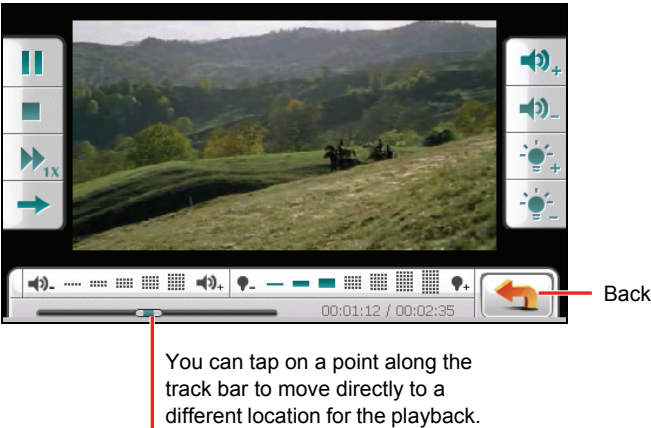 1X
00:01:12 / 00:02:35
Back
You can tap on a point along the
track bar to move directly to a
different location for the playback.